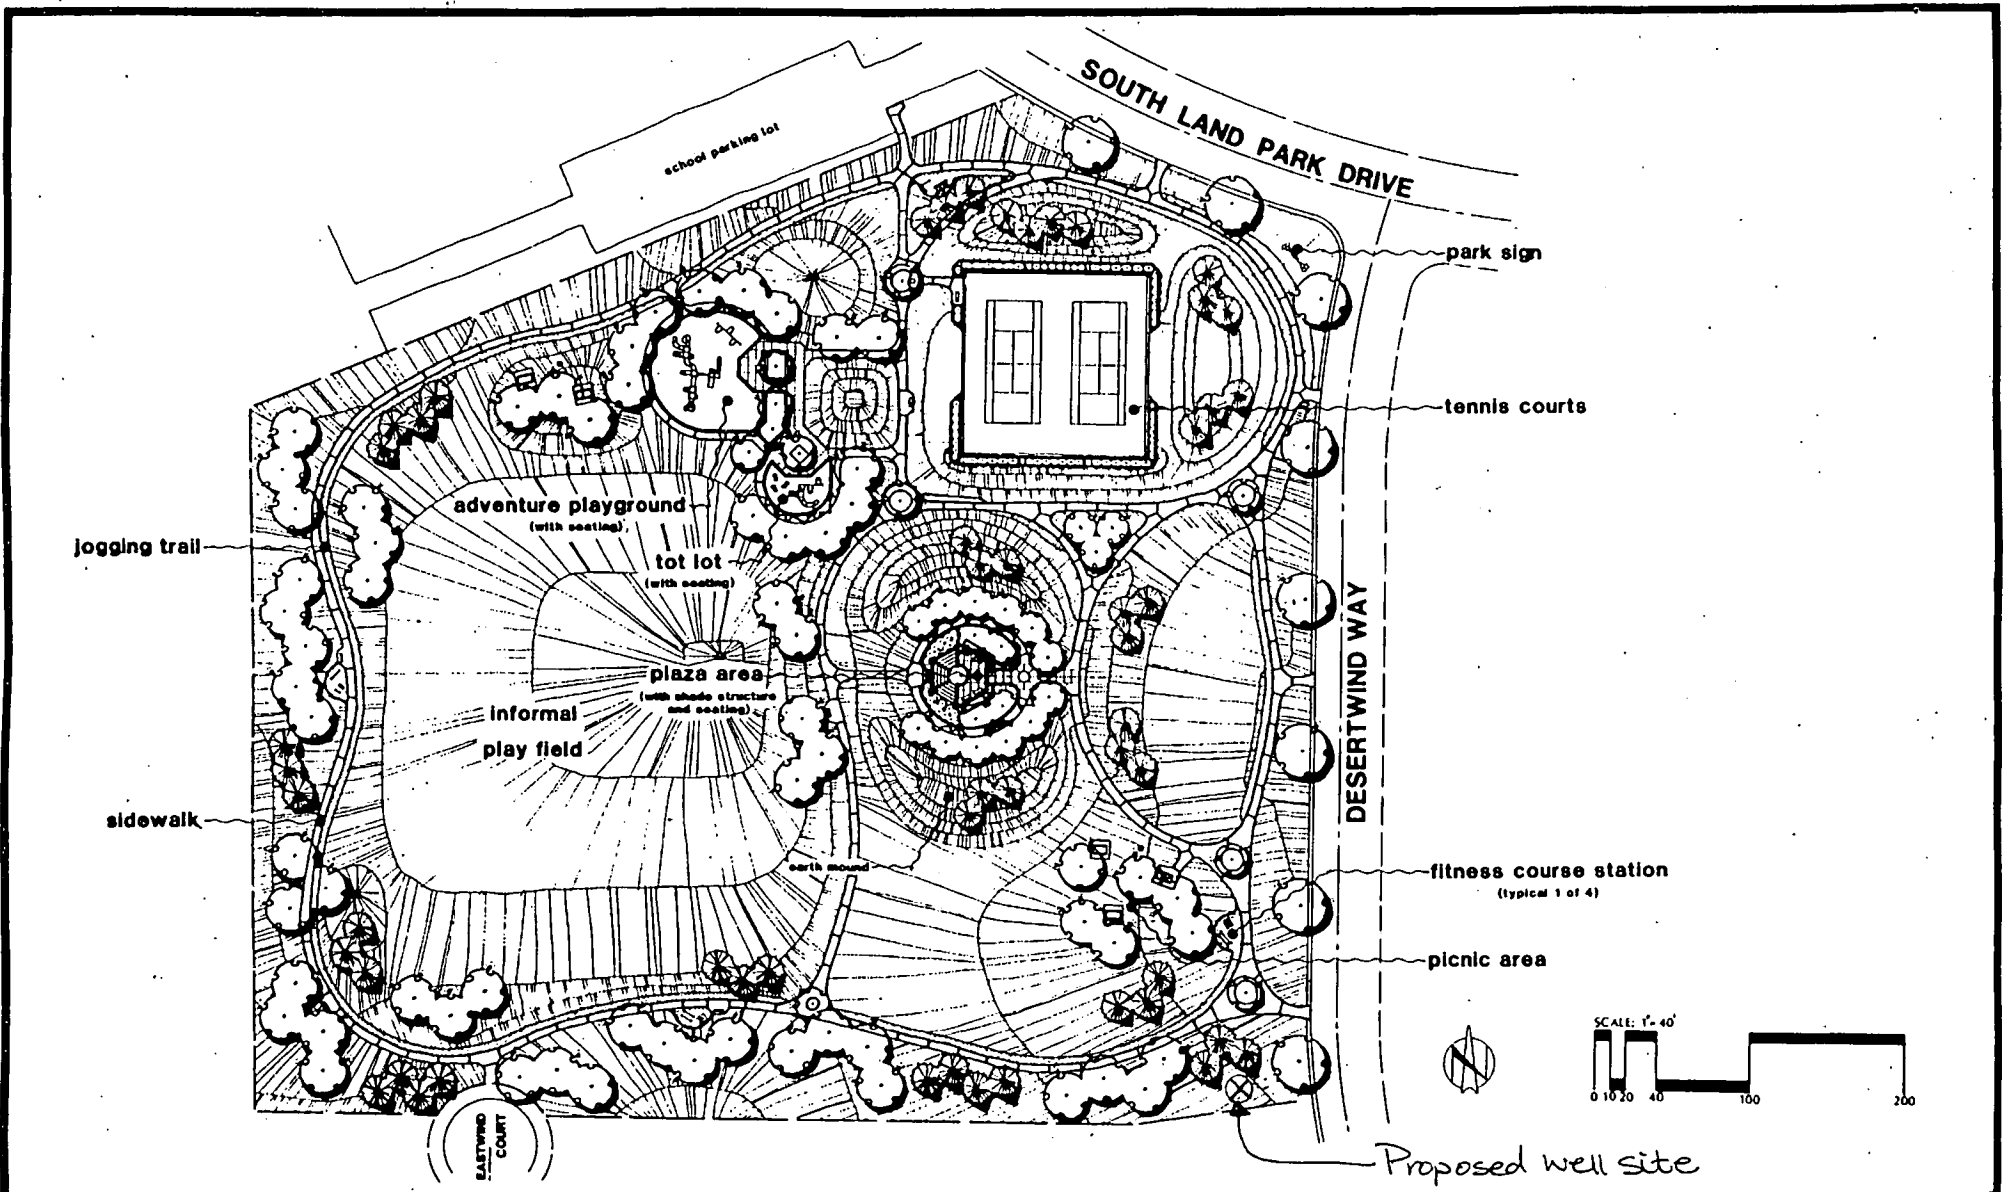 SOUTH LAND PARK DRIVE
school parking lot
park sign
tennis courts
adventure playground
(with seating)
jogging trail
tot lot
(with seating)
plaza area
(with shade structure
and seating)
informal
play field
DESERTWIND WAY
sidewalk
earth mound
fitness course station
(typical 1 of 4)
picnic area
SCALE: 1"= 40'
0 10 20 40 100 200
N
EASTWIND
COURT
Proposed well site